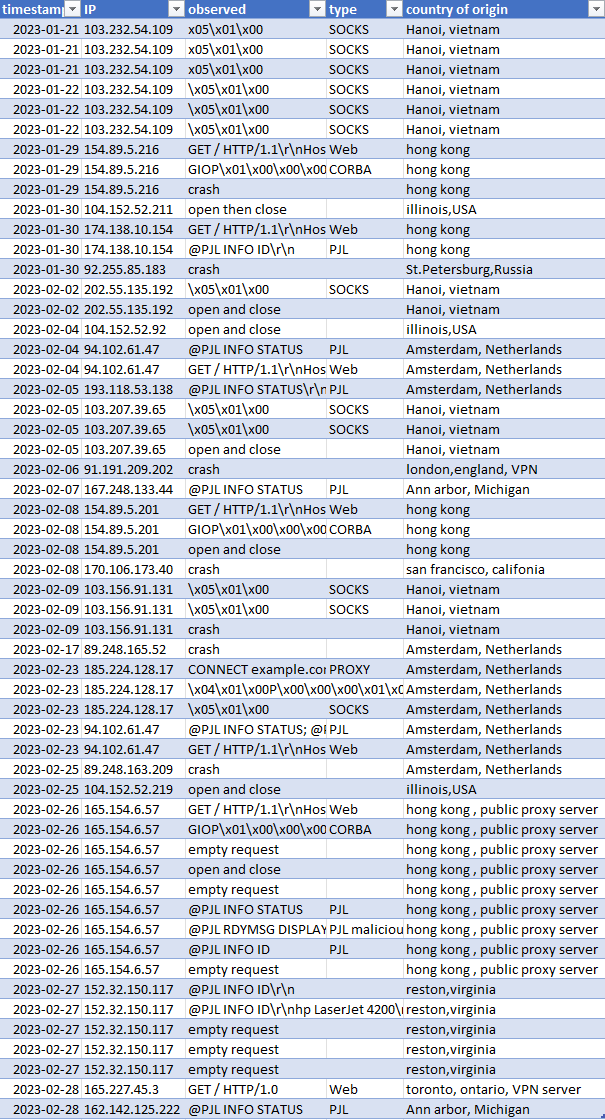 timestamp IP observed type country of origin
2023-01-21 103.232.54.109 x05\x01\x00 SOCKS Hanoi, vietnam
2023-01-21 103.232.54.109 x05\x01\x00 SOCKS Hanoi, vietnam
2023-01-21 103.232.54.109 x05\x01\x00 SOCKS Hanoi, vietnam
2023-01-22 103.232.54.109 \x05\x01\x00 SOCKS Hanoi, vietnam
2023-01-22 103.232.54.109 \x05\x01\x00 SOCKS Hanoi, vietnam
2023-01-22 103.232.54.109 \x05\x01\x00 SOCKS Hanoi, vietnam
2023-01-29 154.89.5.216 GET / HTTP/1.1\r\nHos Web hong kong
2023-01-29 154.89.5.216 GIOP\x01\x00\x00\x00 CORBA hong kong
2023-01-29 154.89.5.216 crash hong kong
2023-01-30 104.152.52.211 open then close illinois,USA
2023-01-30 174.138.10.154 GET / HTTP/1.1\r\nHos Web hong kong
2023-01-30 174.138.10.154 @PJL INFO ID\r\n PJL hong kong
2023-01-30 92.255.85.183 crash St.Petersburg,Russia
2023-02-02 202.55.135.192 \x05\x01\x00 SOCKS Hanoi, vietnam
2023-02-02 202.55.135.192 open and close Hanoi, vietnam
2023-02-04 104.152.52.92 open and close illinois,USA
2023-02-04 94.102.61.47 @PJL INFO STATUS PJL Amsterdam, Netherlands
2023-02-04 94.102.61.47 GET / HTTP/1.1\r\nHos Web Amsterdam, Netherlands
2023-02-05 193.118.53.138 @PJL INFO STATUS\r\n PJL Amsterdam, Netherlands
2023-02-05 103.207.39.65 \x05\x01\x00 SOCKS Hanoi, vietnam
2023-02-05 103.207.39.65 \x05\x01\x00 SOCKS Hanoi, vietnam
2023-02-05 103.207.39.65 open and close Hanoi, vietnam
2023-02-06 91.191.209.202 crash london,england, VPN
2023-02-07 167.248.133.44 @PJL INFO STATUS PJL Ann arbor, Michigan
2023-02-08 154.89.5.201 GET / HTTP/1.1\r\nHos Web hong kong
2023-02-08 154.89.5.201 GIOP\x01\x00\x00\x00 CORBA hong kong
2023-02-08 154.89.5.201 open and close hong kong
2023-02-08 170.106.173.40 crash san francisco, califonia
2023-02-09 103.156.91.131 \x05\x01\x00 SOCKS Hanoi, vietnam
2023-02-09 103.156.91.131 \x05\x01\x00 SOCKS Hanoi, vietnam
2023-02-09 103.156.91.131 crash Hanoi, vietnam
2023-02-17 89.248.165.52 crash Amsterdam, Netherlands
2023-02-23 185.224.128.17 CONNECT example.com PROXY Amsterdam, Netherlands
2023-02-23 185.224.128.17 \x04\x01\x00P\x00\x00\x00\x01\x0 Amsterdam, Netherlands
2023-02-23 185.224.128.17 \x05\x01\x00 SOCKS Amsterdam, Netherlands
2023-02-23 94.102.61.47 @PJL INFO STATUS; @ PJL Amsterdam, Netherlands
2023-02-23 94.102.61.47 GET / HTTP/1.1\r\nHos Web Amsterdam, Netherlands
2023-02-25 89.248.163.209 crash Amsterdam, Netherlands
2023-02-25 104.152.52.219 open and close illinois,USA
2023-02-26 165.154.6.57 GET / HTTP/1.1\r\nHos Web hong kong , public proxy server
2023-02-26 165.154.6.57 GIOP\x01\x00\x00\x00 CORBA hong kong , public proxy server
2023-02-26 165.154.6.57 empty request hong kong , public proxy server
2023-02-26 165.154.6.57 open and close hong kong , public proxy server
2023-02-26 165.154.6.57 empty request hong kong , public proxy server
2023-02-26 165.154.6.57 @PJL INFO STATUS PJL hong kong , public proxy server
2023-02-26 165.154.6.57 @PJL RDYMSG DISPLAY PJL maliciou hong kong , public proxy server
2023-02-26 165.154.6.57 @PJL INFO ID PJL hong kong , public proxy server
2023-02-26 165.154.6.57 empty request hong kong , public proxy server
2023-02-27 152.32.150.117 @PJL INFO ID\r\n reston,virginia
2023-02-27 152.32.150.117 @PJL INFO ID\r\nhp LaserJet 4200\r reston,virginia
2023-02-27 152.32.150.117 empty request reston,virginia
2023-02-27 152.32.150.117 empty request reston,virginia
2023-02-27 152.32.150.117 empty request reston,virginia
2023-02-28 165.227.45.3 GET / HTTP/1.0 Web toronto, ontario, VPN server
2023-02-28 162.142.125.222 @PJL INFO STATUS PJL Ann arbor, Michigan